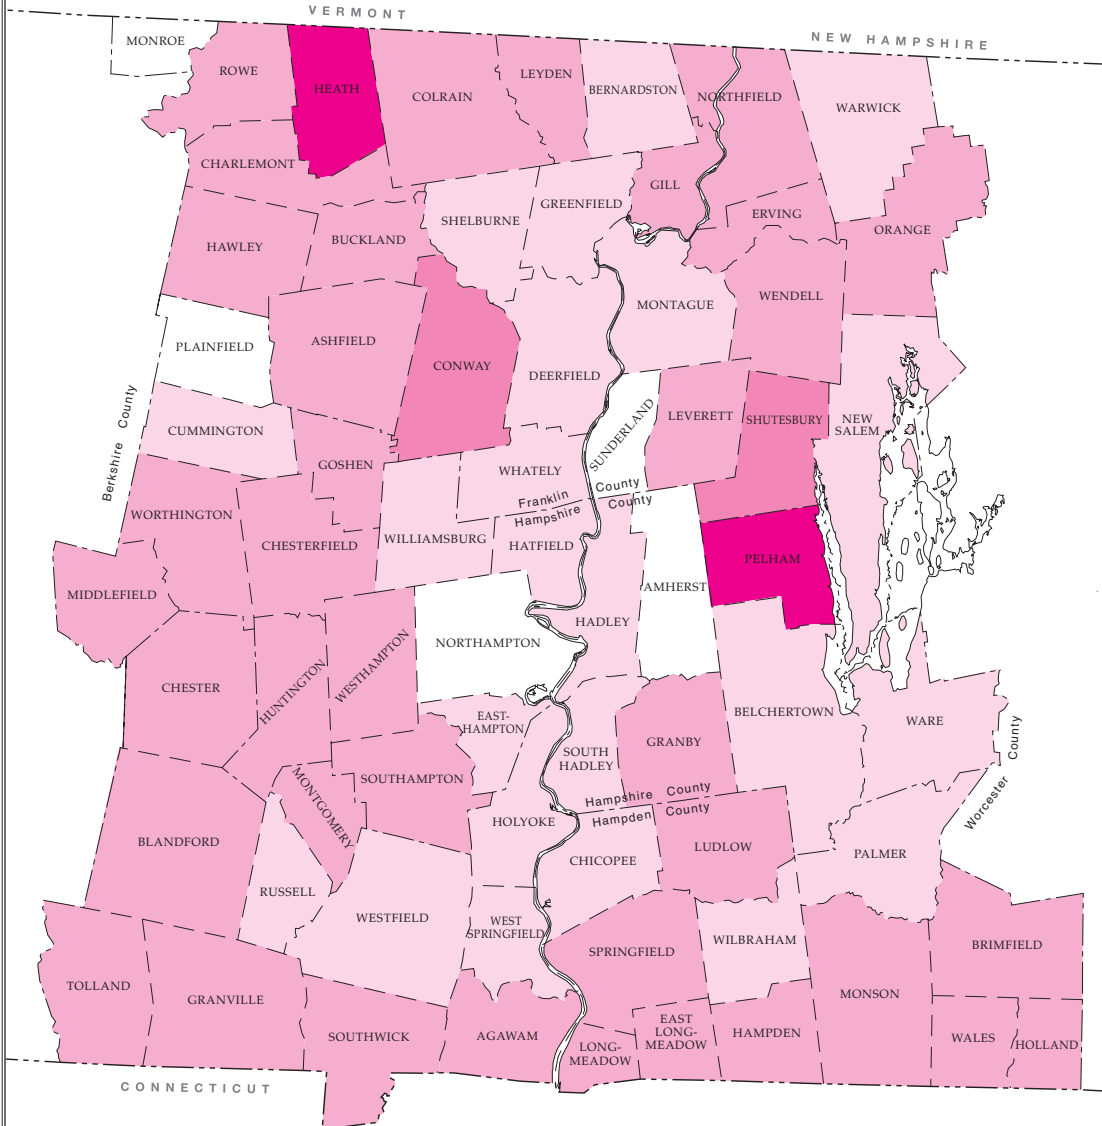 VERMONT
NEW HAMPSHIRE
MONROE
ROWE
HEATH
COLRAIN
LEYDEN
BERNARDSTON
NORTHFIELD
WARWICK
CHARLEMONT
SHELBURNE
GREENFIELD
GILL
ERVING
ORANGE
HAWLEY
BUCKLAND
MONTAGUE
WENDELL
PLAINFIELD
ASHFIELD
CONWAY
DEERFIELD
SUNDERLAND
LEVERETT
SHUTESBURY
NEW
SALEM
Berkshire County
CUMMINGTON
GOSHEN
WHATELY
Franklin County
Hampshire County
WORTHINGTON
CHESTERFIELD
WILLIAMSBURG
HATFIELD
PELHAM
AMHERST
MIDDLEFIELD
HADLEY
NORTHAMPTON
CHESTER
HUNTINGTON
WESTHAMPTON
EAST-
HAMPTON
BELCHERTOWN
WARE
SOUTH
HADLEY
GRANBY
Worcester County
MONTGOMERY
SOUTHAMPTON
Hampshire County
Hampden County
HOLYOKE
BLANDFORD
CHICOPEE
LUDLOW
PALMER
RUSSELL
WESTFIELD
WEST
SPRINGFIELD
SPRINGFIELD
WILBRAHAM
BRIMFIELD
TOLLAND
GRANVILLE
MONSON
SOUTHWICK
AGAWAM
LONG-
MEADOW
EAST
LONG-
MEADOW
HAMPDEN
WALES
HOLLAND
CONNECTICUT